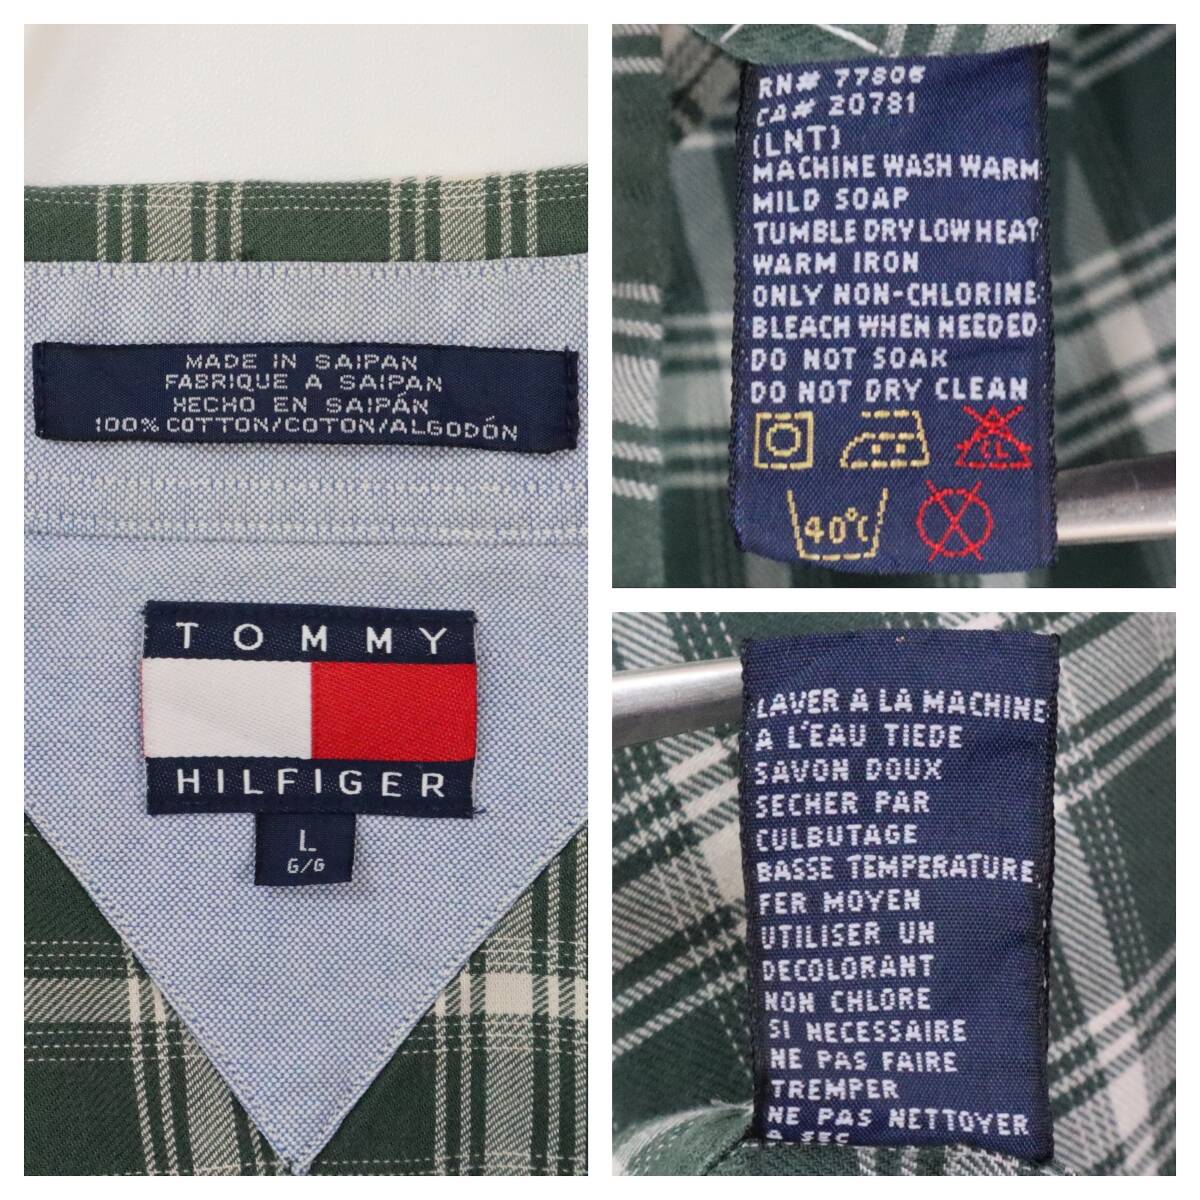 MADE IN SAIPAN
FABRIQUE A SAIPAN
HECHO EN SAIPÁN
100% COTTON/COTON/ALGODÓN
TOMMY
HILFIGER
L
G/G
RN# 77806
CA# 20781
(LNT)
MACHINE WASH WARM
MILD SOAP
TUMBLE DRY LOW HEAT
WARM IRON
ONLY NON-CHLORINE
BLEACH WHEN NEEDED
DO NOT SOAK
DO NOT DRY CLEAN
CL
40°C
LAVER A LA MACHINE
A L'EAU TIEDE
SAVON DOUX
SECHER PAR
CULBUTAGE
BASSE TEMPERATURE
FER MOYEN
UTILISER UN
DECOLORANT
NON CHLORE
SI NECESSAIRE
NE PAS FAIRE
TREMPER
NE PAS NETTOYER
A SEC